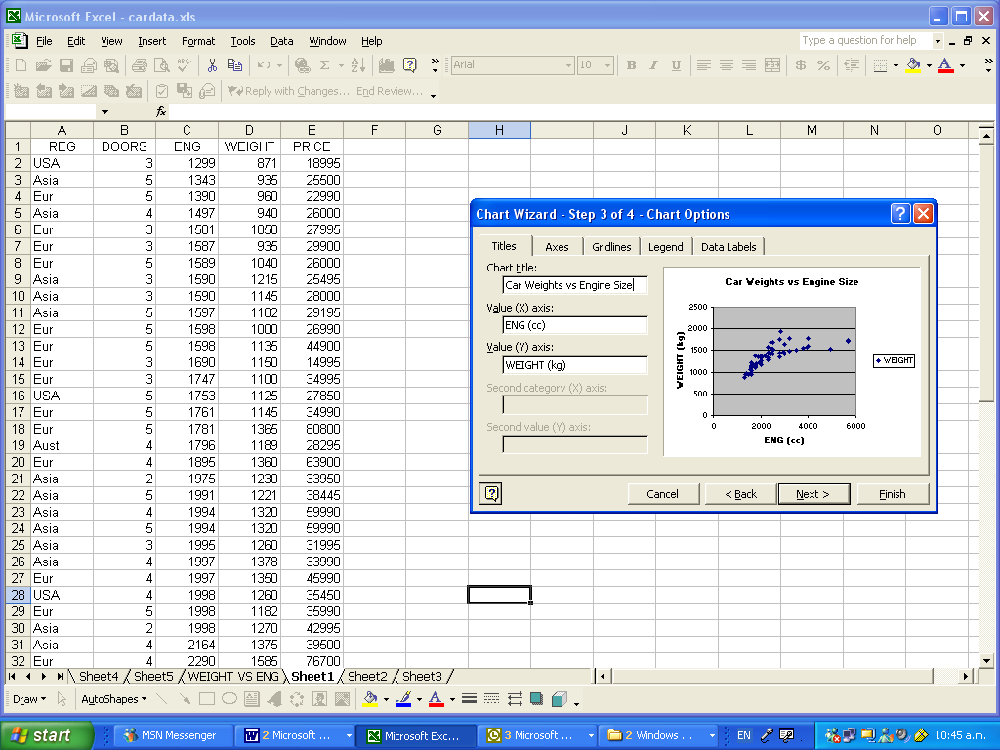 Microsoft Excel - cardata.xls
File Edit View Insert Format Tools Data Window Help
Type a question for help
Arial 10 B I U $ %
Reply with Changes... End Review...
fx
A B C D E F G H I J K L M N O
1 REG DOORS ENG WEIGHT PRICE
2 USA 3 1299 871 18995
3 Asia 5 1343 935 25500
4 Eur 5 1390 960 22990
5 Asia 4 1497 940 26000
6 Eur 3 1581 1050 27995
7 Eur 3 1587 935 29900
8 Eur 5 1589 1040 26000
9 Asia 3 1590 1215 25495
10 Asia 5 1590 1145 28000
11 Asia 5 1597 1102 29195
12 Eur 5 1598 1000 26990
13 Eur 5 1598 1135 44900
14 Eur 3 1690 1150 14995
15 Eur 3 1747 1100 34995
16 USA 5 1753 1125 27850
17 Eur 5 1761 1145 34990
18 Eur 5 1781 1365 80800
19 Aust 4 1796 1189 28295
20 Eur 4 1895 1360 63900
21 Asia 2 1975 1230 33950
22 Asia 5 1991 1221 38445
23 Asia 4 1994 1320 59990
24 Asia 5 1994 1320 59990
25 Asia 3 1995 1260 31995
26 Asia 4 1997 1378 33990
27 Eur 4 1997 1350 45990
28 USA 4 1998 1260 35450
29 Eur 5 1998 1182 35990
30 Asia 2 1998 1270 42995
31 Asia 4 2164 1375 39500
32 Eur 4 2290 1585 76700
Chart Wizard - Step 3 of 4 - Chart Options
Titles Axes Gridlines Legend Data Labels
Chart title:
Car Weights vs Engine Size
Value (X) axis:
ENG (cc)
Value (Y) axis:
WEIGHT (kg)
Second category (X) axis:
Second value (Y) axis:
Car Weights vs Engine Size
2500
2000
1500
1000
500
0
WEIGHT (kg)
WEIGHT
0 2000 4000 6000
ENG (cc)
Cancel < Back Next > Finish
Sheet4 Sheet5 WEIGHT VS ENG Sheet1 Sheet2 Sheet3
Draw AutoShapes A
start MSN Messenger 2 Microsoft ... Microsoft Exc... 3 Microsoft ... 2 Windows ... EN 10:45 a.m.